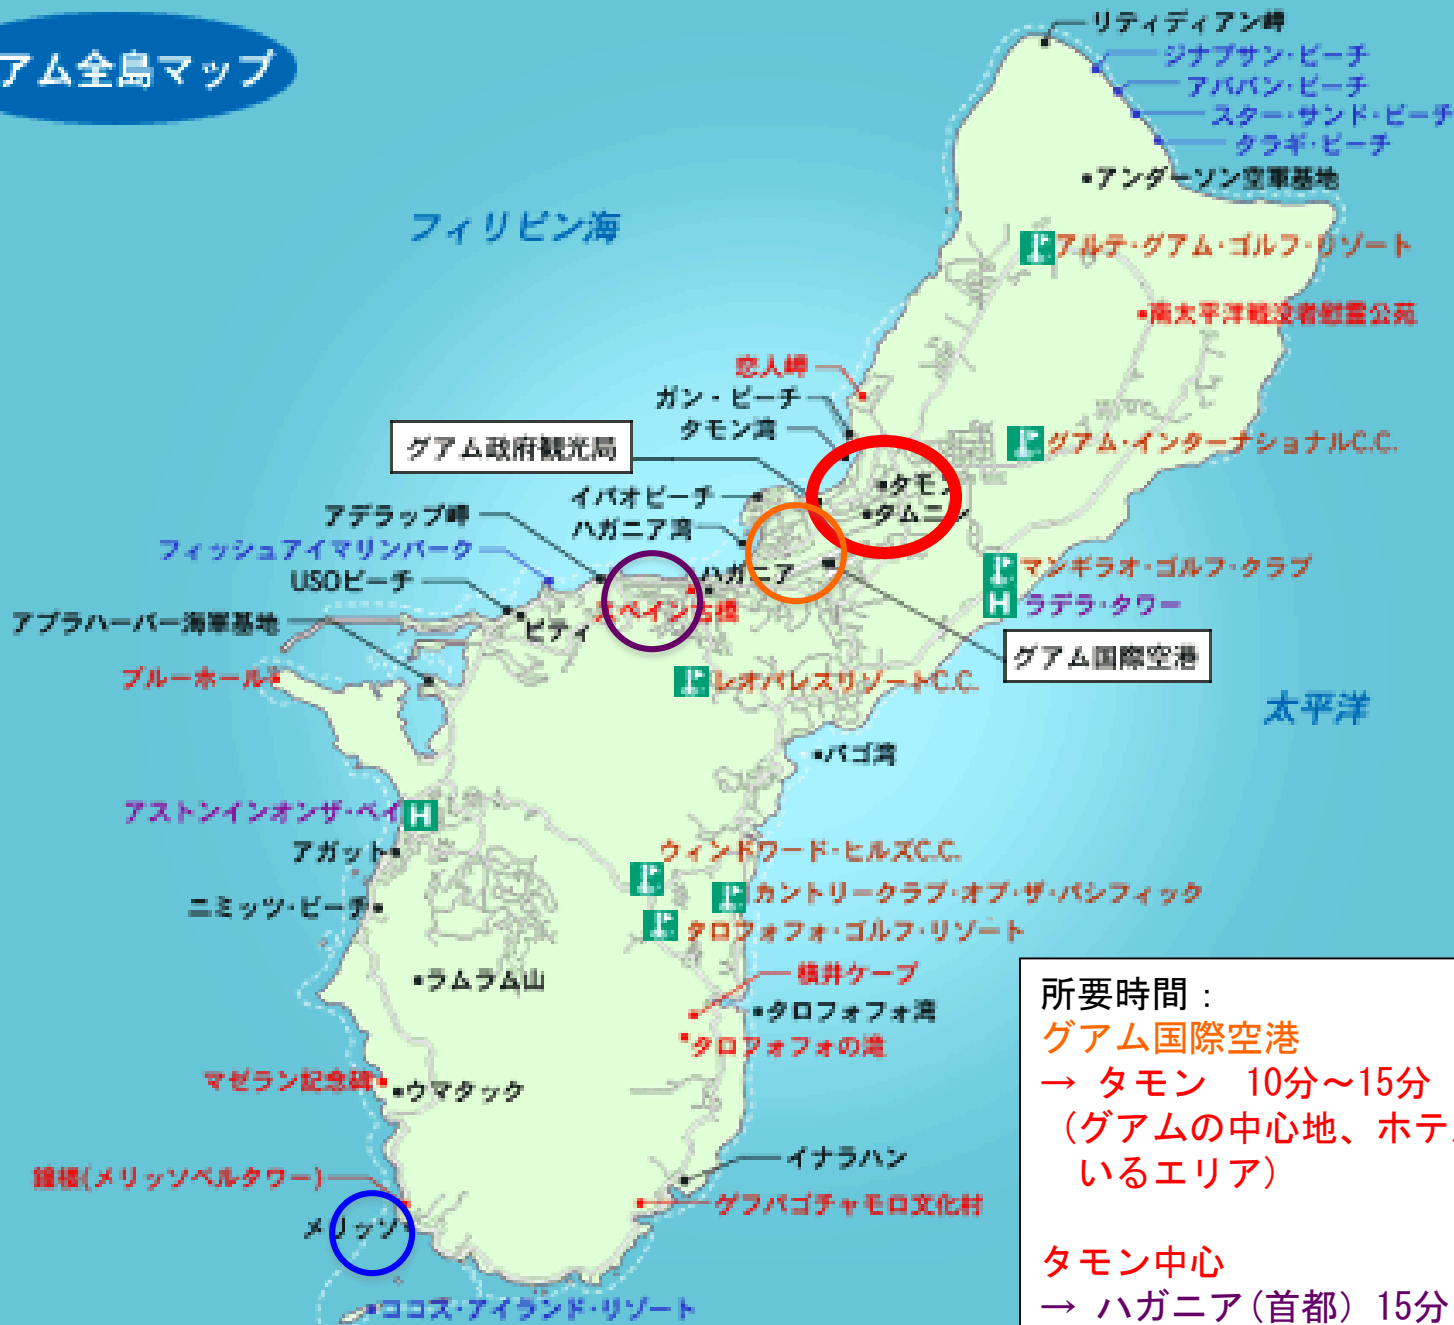 アム全島マップ
リティディアン岬
ジナプサン・ビーチ
アババン・ビーチ
スター・サンド・ビーチ
タラギ・ビーチ
・アンダーソン空軍基地
フィリピン海
アルテ・グアム・ゴルフ・リゾート
・南太平洋戦没者慰霊公苑
恋人岬
ガン・ビーチ
タモン湾
グアム政府観光局
グアム・インターナショナルC.C.
・タモン
イパオビーチ
・タムニン
アデラップ岬
ハガニア湾
フィッシュアイマリンパーク
USOビーチ
ハガニア
マンギラオ・ゴルフ・クラブ
H ラデラ・タワー
スペイン古橋
アプラハーバー海軍基地
ピティ
グアム国際空港
ブルーホール
レオパレスリゾートC.C.
太平洋
・パゴ湾
アストンインオンザ・ベイ H
アガット・
ウィンドワード・ヒルズC.C.
カントリークラブ・オブ・ザ・パシフィック
ニミッツ・ビーチ・
タロフォフォ・ゴルフ・リゾート
・ラムラム山
横井ケーブ
・タロフォフォ湾
・タロフォフォの滝
マゼラン記念碑
・ウマタック
イナラハン
鐘楼(メリッソベルタワー)
ゲフパゴチャモロ文化村
メリッソ
・ココス・アイランド・リゾート
所要時間：
グアム国際空港
→ タモン 10分～15分
（グアムの中心地、ホテル
いるエリア）
タモン中心
→ ハガニア(首都) 15分